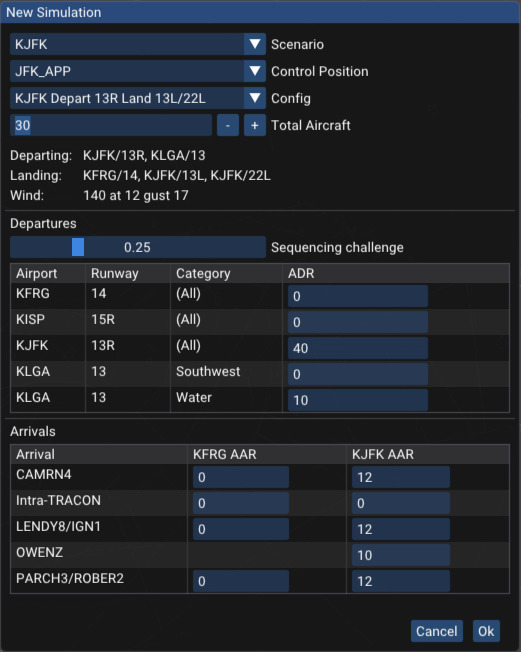 New Simulation
KJFK Scenario
JFK_APP Control Position
KJFK Depart 13R Land 13L/22L Config
30 - + Total Aircraft
Departing: KJFK/13R, KLGA/13
Landing: KFRG/14, KJFK/13L, KJFK/22L
Wind: 140 at 12 gust 17
Departures
0.25 Sequencing challenge
Airport Runway Category ADR
KFRG 14 (All) 0
KISP 15R (All) 0
KJFK 13R (All) 40
KLGA 13 Southwest 0
KLGA 13 Water 10
Arrivals
Arrival KFRG AAR KJFK AAR
CAMRN4 0 12
Intra-TRACON 0 0
LENDY8/IGN1 0 12
OWENZ 10
PARCH3/ROBER2 0 12
Cancel Ok